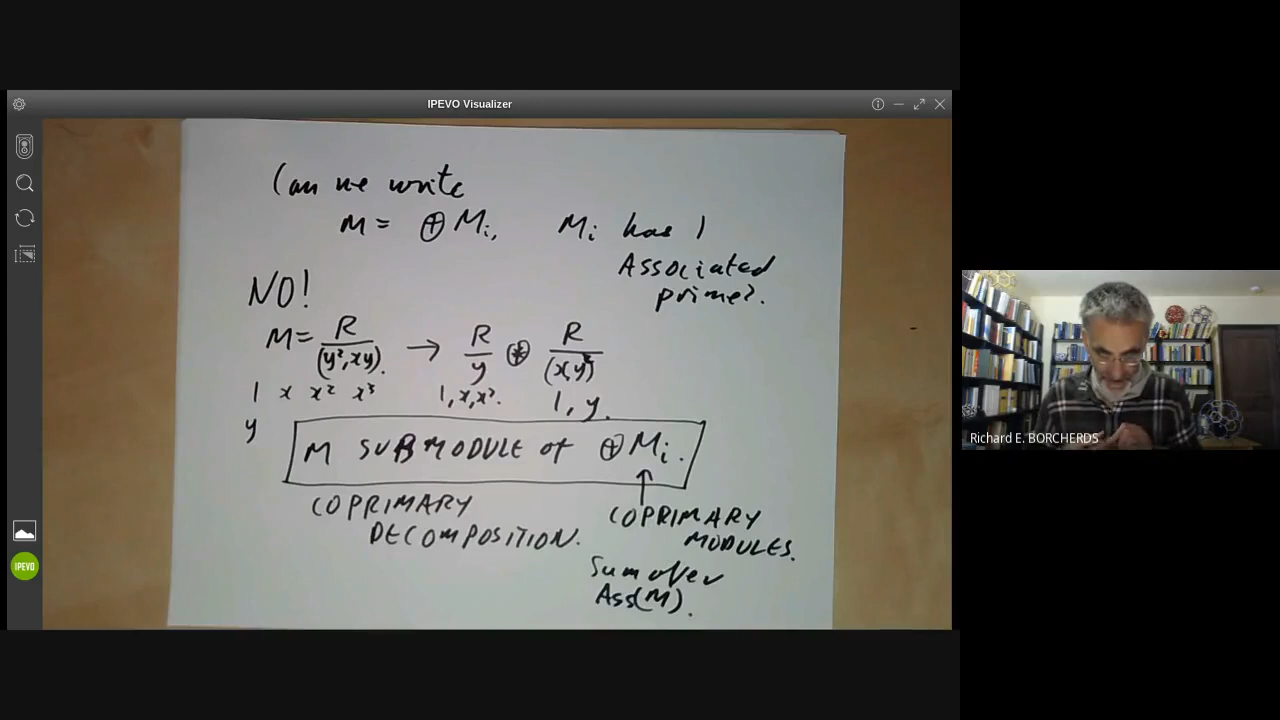 IPEVO Visualizer
Can we write
M = ⊕ Mi, Mi has 1
Associated
prime?.
NO!
M = R/(y², xy). → R/y ⊕ R/(x,y²)
1 x x² x³ 1, x, x². 1, y.
y
M SUBMODULE of ⊕ Mi.
COPRIMARY
DECOMPOSITION.
COPRIMARY
MODULES.
Sum over
Ass(M).
IPEVO
Richard E. BORCHERDS